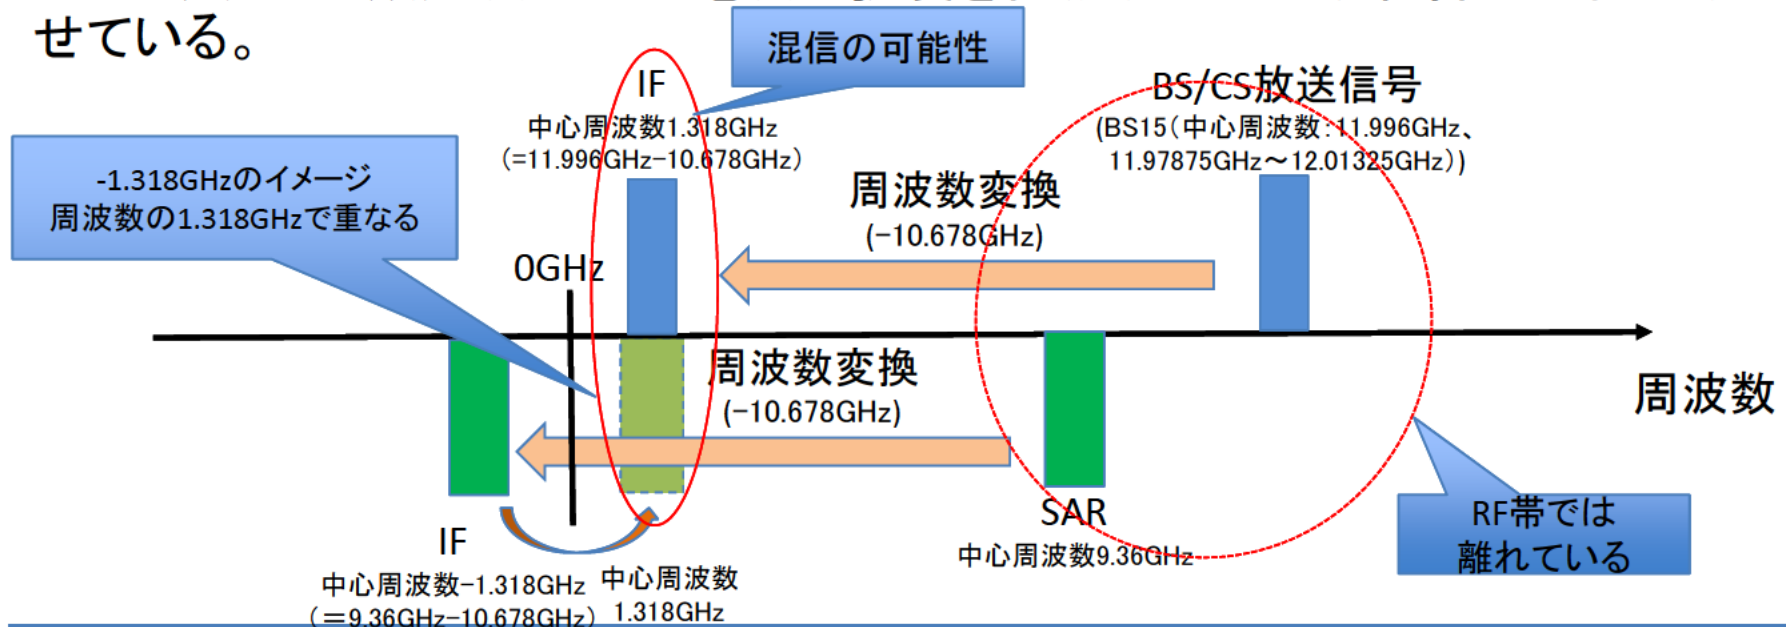 せている。
混信の可能性
IF
中心周波数1.318GHz
(=11.996GHz-10.678GHz)
BS/CS放送信号
(BS15(中心周波数:11.996GHz、
11.97875GHz～12.01325GHz))
-1.318GHzのイメージ
周波数の1.318GHzで重なる
周波数変換
(-10.678GHz)
0GHz
周波数変換
(-10.678GHz)
周波数
SAR
中心周波数9.36GHz
RF帯では
離れている
IF
中心周波数-1.318GHz
(=9.36GHz-10.678GHz)
中心周波数
1.318GHz